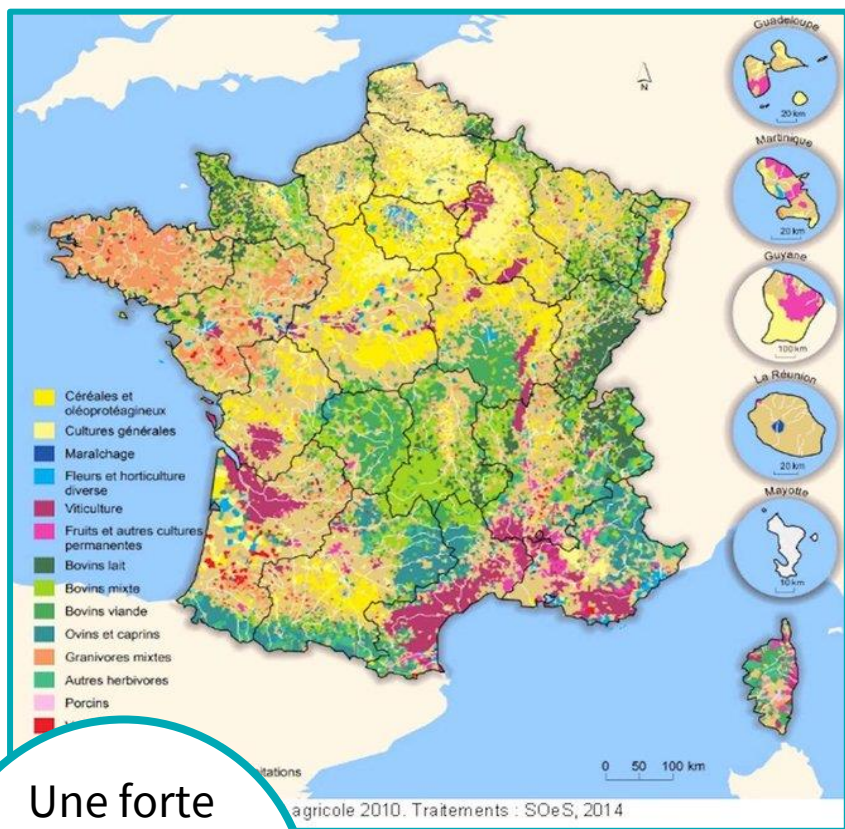 Guadeloupe
20 km
Martinique
20 km
Guyane
100 km
La Réunion
20 km
Mayotte
10 km
N
Céréales et
oléoprotéagineux
Cultures générales
Maraîchage
Fleurs et horticulture
diverse
Viticulture
Fruits et autres cultures
permanentes
Bovins lait
Bovins mixte
Bovins viande
Ovins et caprins
Granivores mixtes
Autres herbivores
Porcins
0 50 100 km
agricole 2010. Traitements : SOeS, 2014
Une forte